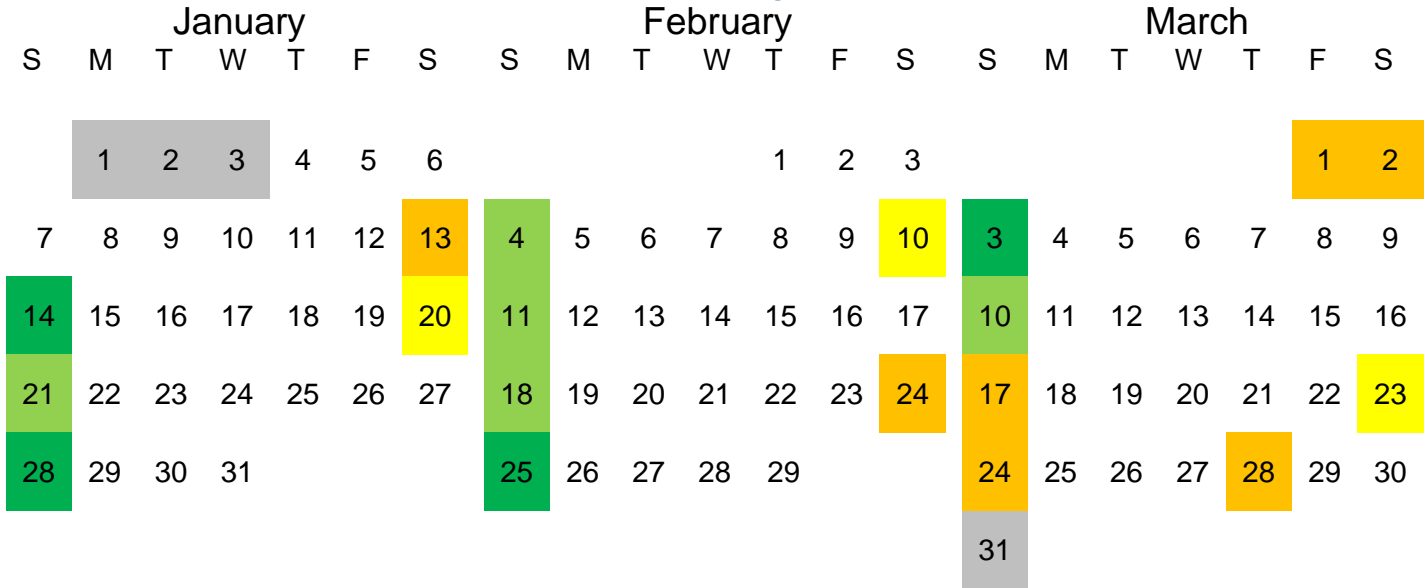 January February March
S M T W T F S S M T W T F S S M T W T F S
1 2 3 4 5 6 1 2 3 1 2
7 8 9 10 11 12 13 4 5 6 7 8 9 10 3 4 5 6 7 8 9
14 15 16 17 18 19 20 11 12 13 14 15 16 17 10 11 12 13 14 15 16
21 22 23 24 25 26 27 18 19 20 21 22 23 24 17 18 19 20 21 22 23
28 29 30 31 25 26 27 28 29 24 25 26 27 28 29 30
31